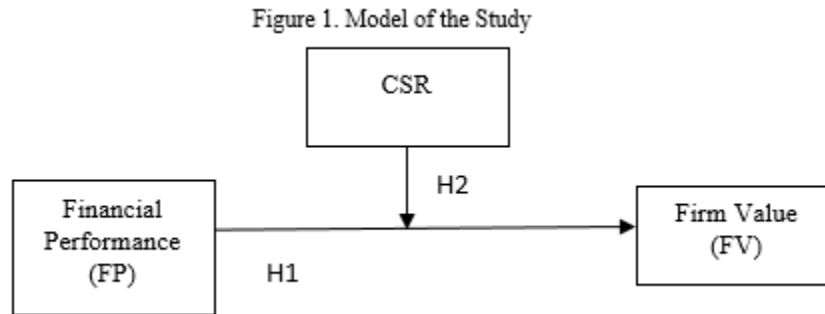 Figure 1. Model of the Study
CSR
H2
Financial
Performance
(FP)
H1
Firm Value
(FV)